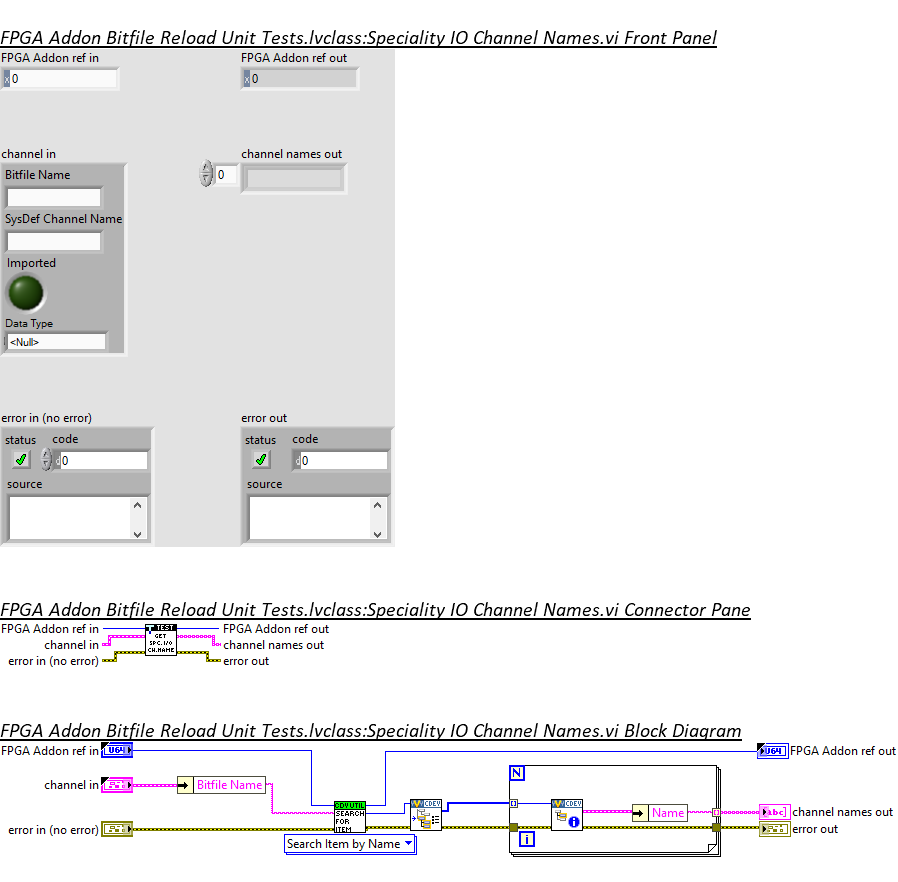 FPGA Addon Bitfile Reload Unit Tests.lvclass:Speciality IO Channel Names.vi Front Panel
FPGA Addon ref in
FPGA Addon ref out
x 0
x 0
channel in
channel names out
Bitfile Name
0
SysDef Channel Name
Imported
Data Type
<Null>
error in (no error)
error out
status code
status code
d 0
d 0
source
source
FPGA Addon Bitfile Reload Unit Tests.lvclass:Speciality IO Channel Names.vi Connector Pane
FPGA Addon ref in
TEST
FPGA Addon ref out
channel in
GET
SPC.I/O
CH.NAME
channel names out
error in (no error)
error out
FPGA Addon Bitfile Reload Unit Tests.lvclass:Speciality IO Channel Names.vi Block Diagram
FPGA Addon ref in
U64
U64
FPGA Addon ref out
N
channel in
Bitfile Name
CDV UTIL
SEARCH
FOR
ITEM
CDEV
CDEV
Name
abc
channel names out
error in (no error)
error out
i
Search Item by Name